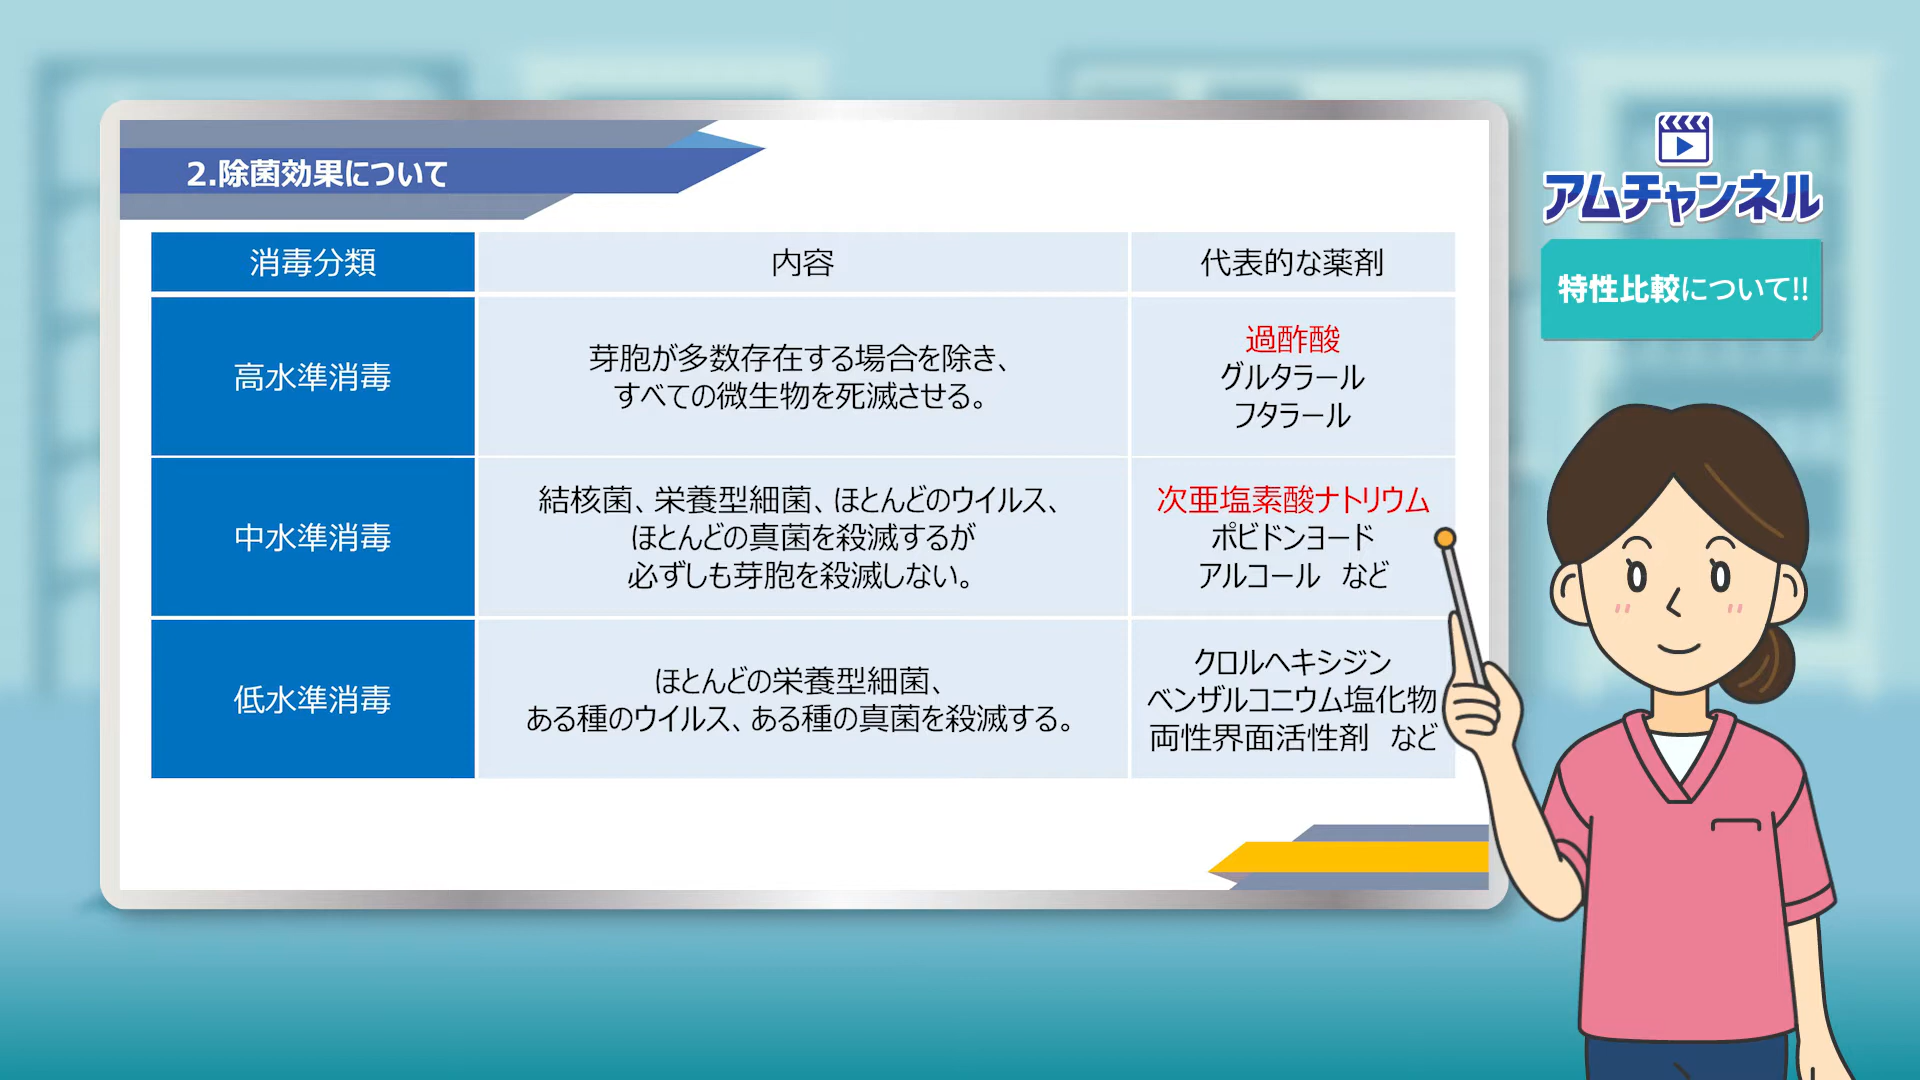 2.除菌効果について
アムチャンネル
特性比較について!!
消毒分類
内容
代表的な薬剤
高水準消毒
芽胞が多数存在する場合を除き、
すべての微生物を死滅させる。
過酢酸
グルタラール
フタラール
中水準消毒
結核菌、栄養型細菌、ほとんどのウイルス、
ほとんどの真菌を殺滅するが
必ずしも芽胞を殺滅しない。
次亜塩素酸ナトリウム
ポビドンヨード
アルコール　など
低水準消毒
ほとんどの栄養型細菌、
ある種のウイルス、ある種の真菌を殺滅する。
クロルヘキシジン
ベンザルコニウム塩化物
両性界面活性剤　など